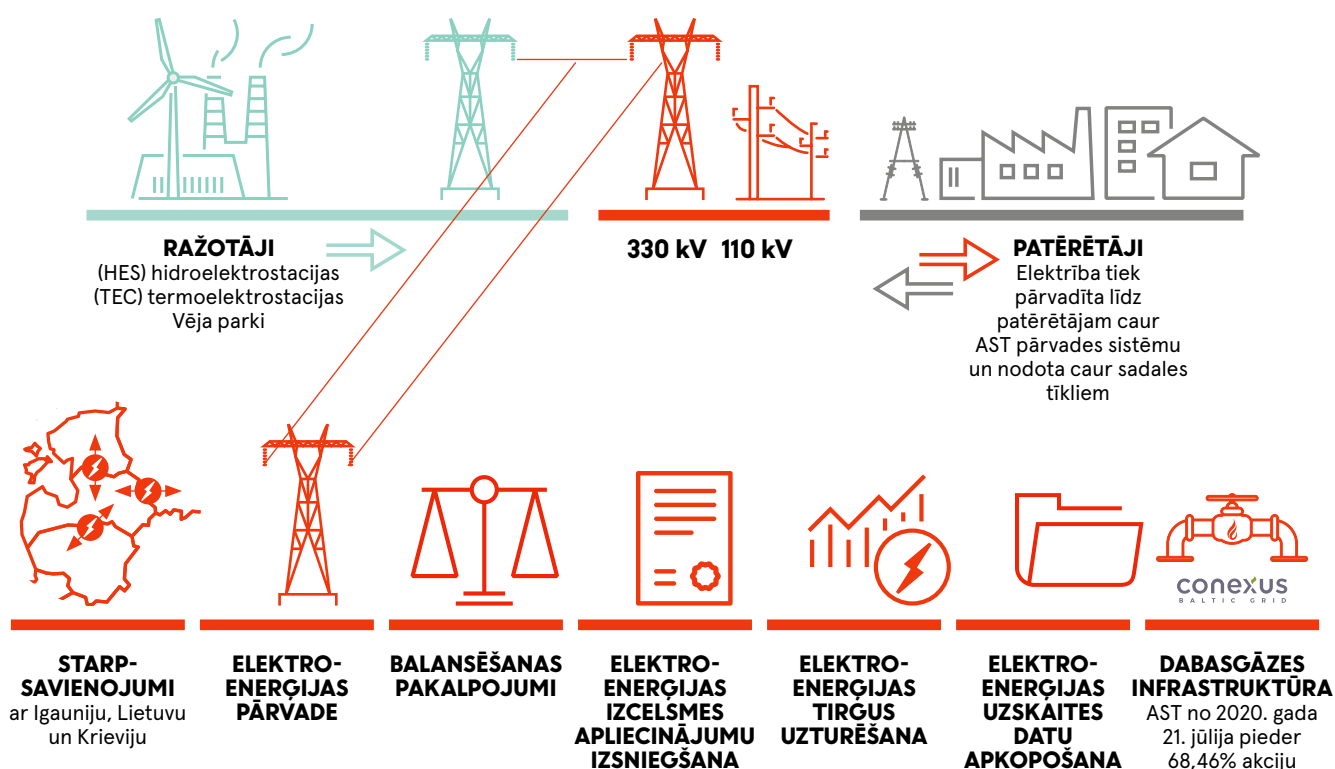 RAŽOTĀJI
(HES) hidroelektrostacijas
(TEC) termoelektrostacijas
Vēja parki
330 kV 110 kV
PATĒRĒTĀJI
Elektrība tiek
pārvadīta līdz
patērētājam caur
AST pārvades sistēmu
un nodota caur sadales
tīkliem
STARP-
SAVIENOJUMI
ar Igauniju, Lietuvu
un Krieviju
ELEKTRO-
ENERĢIJAS
PĀRVADE
BALANSĒŠANAS
PAKALPOJUMI
ELEKTRO-
ENERĢIJAS
IZCELSMES
APLIECINĀJUMU
IZSNIEGŠANA
ELEKTRO-
ENERĢIJAS
TIRGUS
UZTURĒŠANA
ELEKTRO-
ENERĢIJAS
UZSKAITES
DATU
APKOPOŠANA
conexus
BALTIC GRID
DABASGĀZES
INFRASTRUKTŪRA
AST no 2020. gada
21. jūlija pieder
68,46% akciju